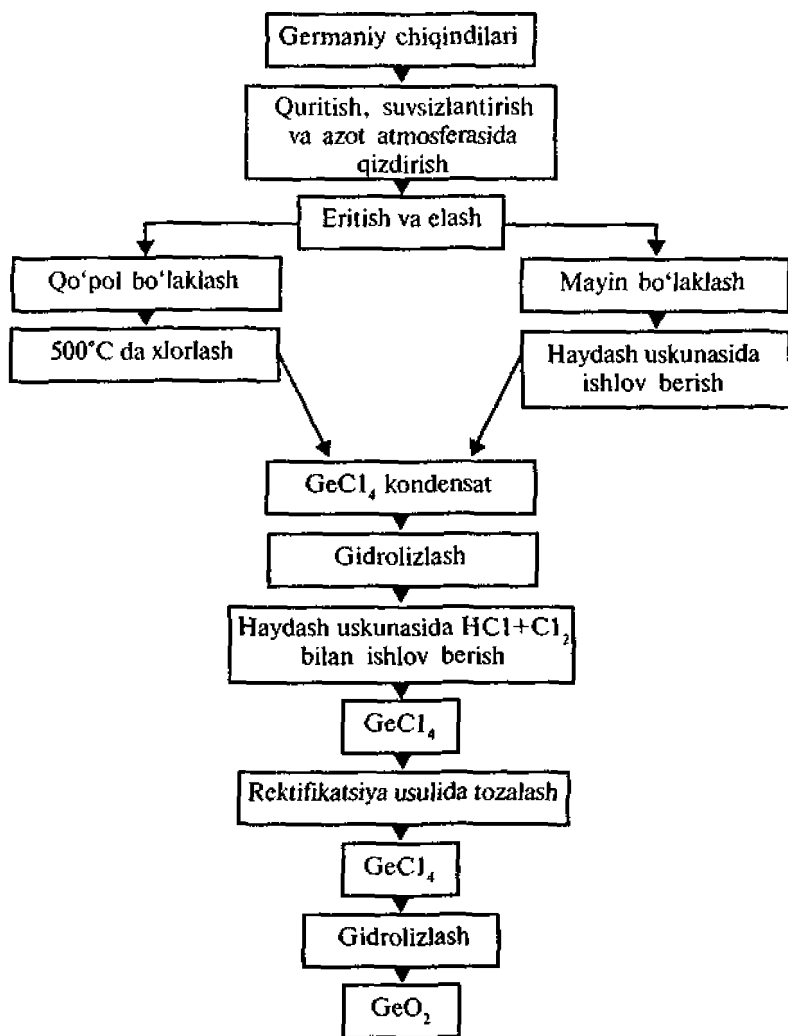 Germaniy chiqindilari
Quritish, suvsizlantirish
va azot atmosferasida
qizdirish
Eritish va elash
Qo‘pol bo‘laklash
Mayin bo‘laklash
500°C da xlorlash
Haydash uskunasida
ishlov berish
GeCl₄ kondensat
Gidrolizlash
Haydash uskunasida HCl+Cl₂
bilan ishlov berish
GeCl₄
Rektifikatsiya usulida tozalash
GeCl₄
Gidrolizlash
GeO₂